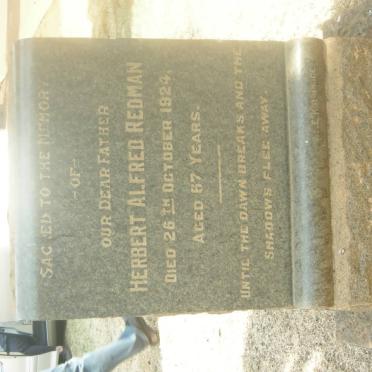 SACRED TO THE MEMORY
- OF -
OUR DEAR FATHER
HERBERT ALFRED REDMAN
DIED 26TH OCTOBER 1924,
AGED 67 YEARS.
UNTIL THE DAWN BREAKS AND THE
SHADOWS FLEE AWAY.